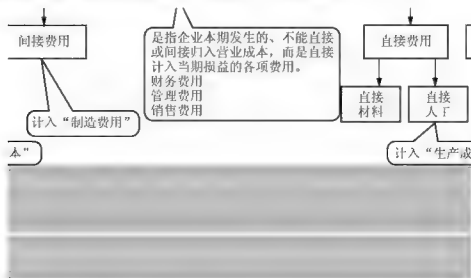 间接费用
是指企业本期发生的、不能直接
或间接归入营业成本，而是直接
计入当期损益的各项费用。
财务费用
管理费用
销售费用
直接费用
直接
材料
直接
人工
计入“制造费用”
本”
计入“生产成